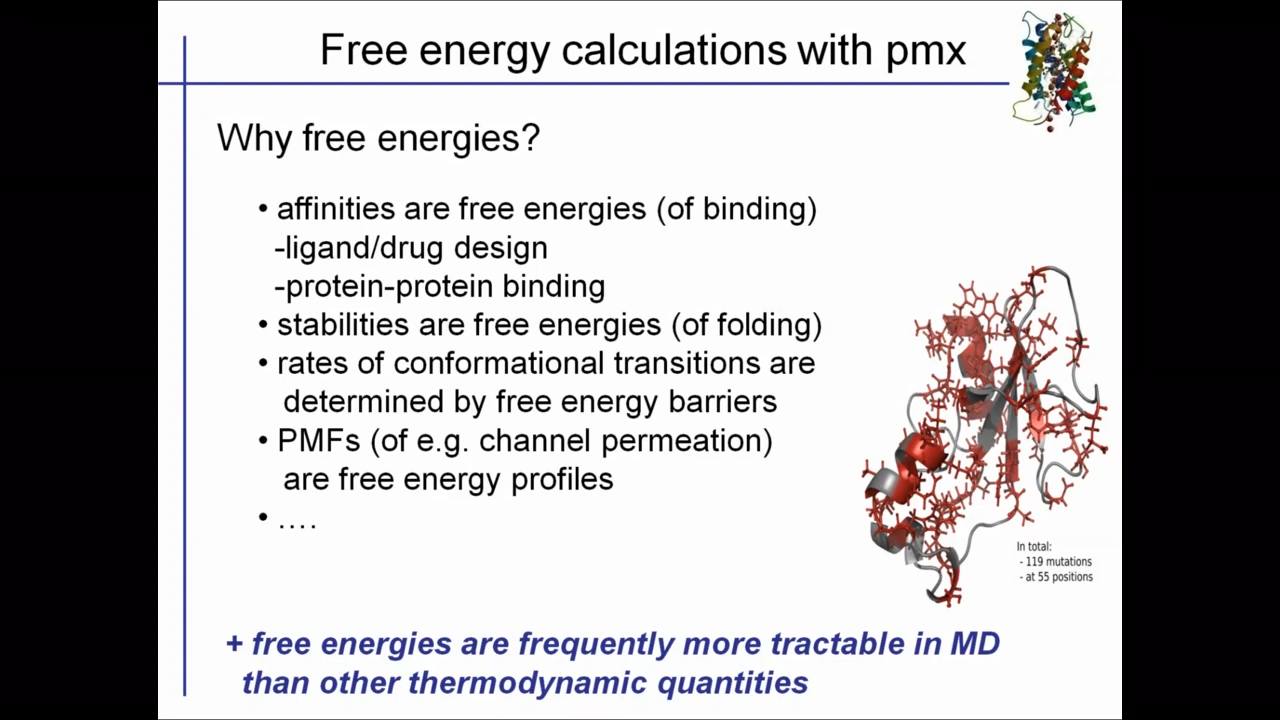 Free energy calculations with pmx
Why free energies?
• affinities are free energies (of binding)
-ligand/drug design
-protein-protein binding
• stabilities are free energies (of folding)
• rates of conformational transitions are
determined by free energy barriers
• PMFs (of e.g. channel permeation)
are free energy profiles
• ....
In total:
- 119 mutations
- at 55 positions
+ free energies are frequently more tractable in MD
than other thermodynamic quantities